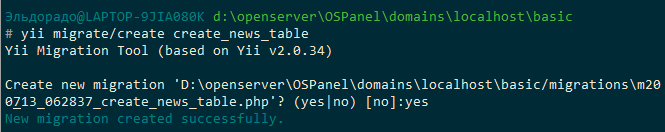 Эльдорадо@LAPTOP-9JIA080K d:\openserver\OSPanel\domains\localhost\basic
# yii migrate/create create_news_table
Yii Migration Tool (based on Yii v2.0.34)
Create new migration 'D:\openserver\OSPanel\domains\localhost\basic/migrations\m20
0713_062837_create_news_table.php'? (yes|no) [no]:yes
New migration created successfully.